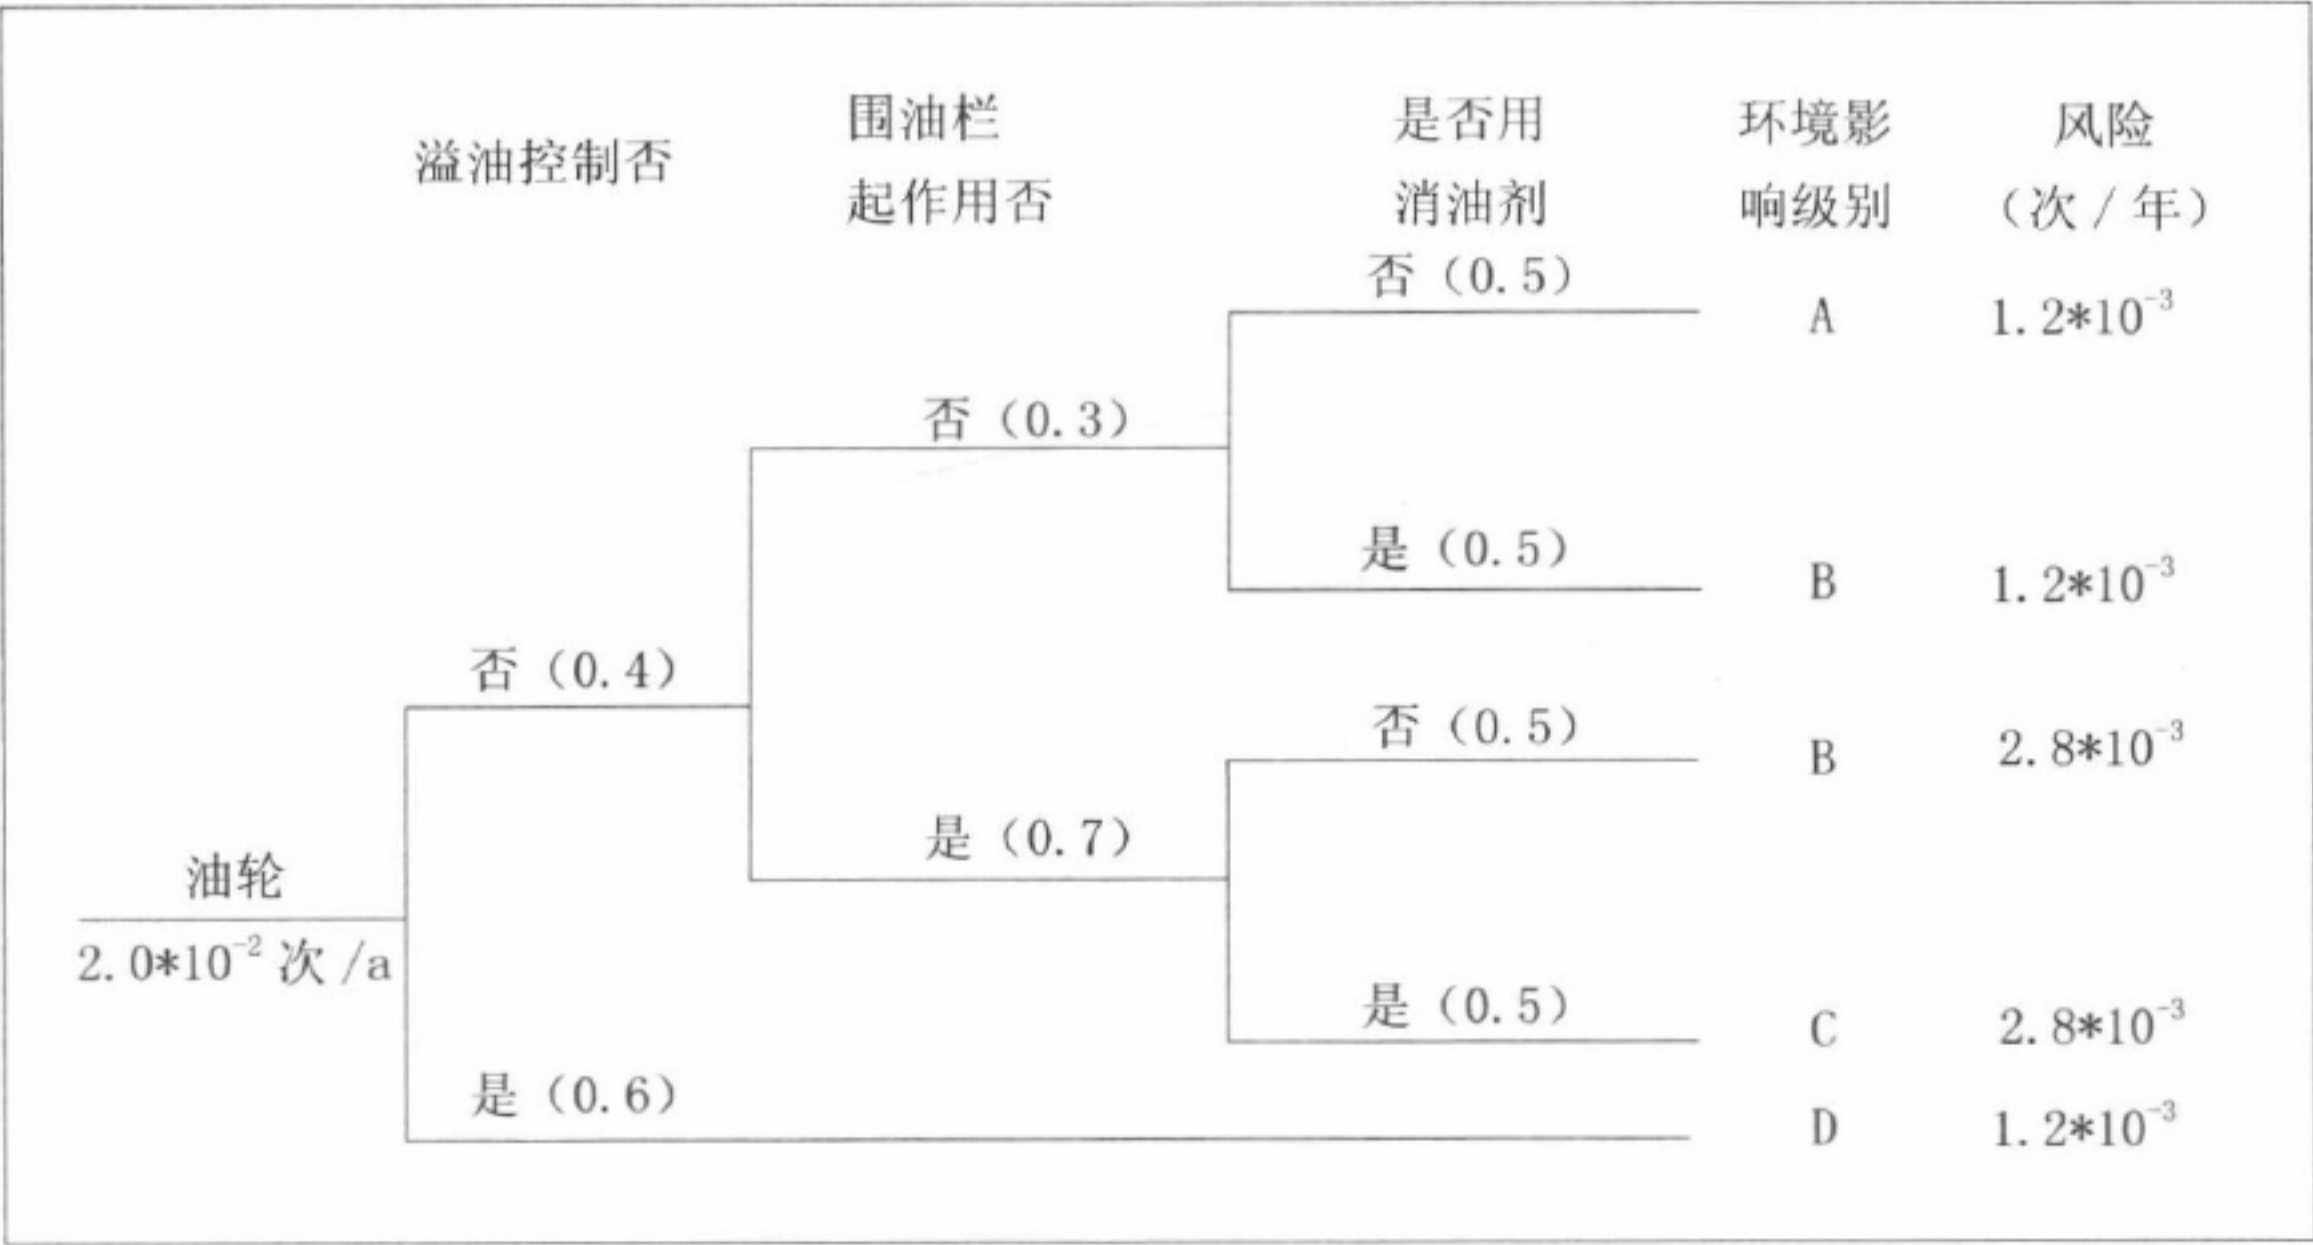 溢油控制否
围油栏
起作用否
是否用
消油剂
环境影
响级别
风险
（次 / 年）
否（0.5）
A 1.2*10⁻³
否（0.3）
是（0.5）
B 1.2*10⁻³
否（0.4）
否（0.5）
B 2.8*10⁻³
是（0.7）
油轮
2.0*10⁻² 次 /a
是（0.5）
C 2.8*10⁻³
是（0.6）
D 1.2*10⁻³